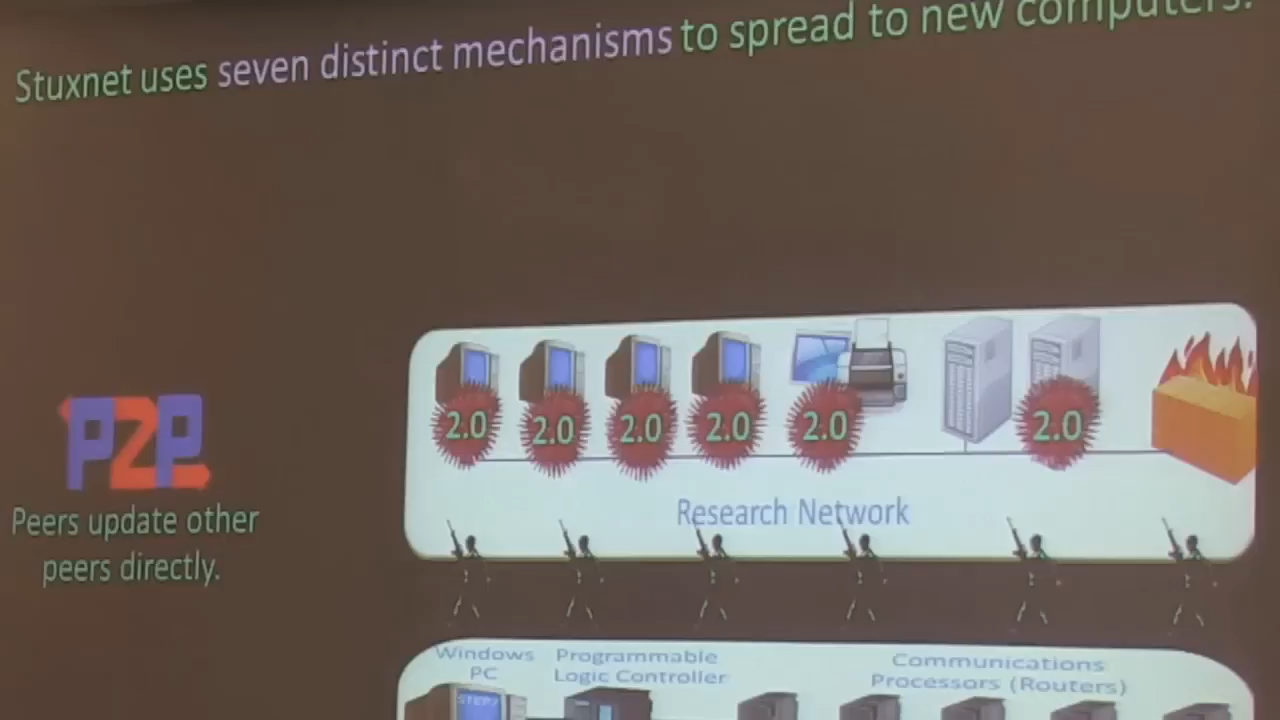 Stuxnet uses seven distinct mechanisms to spread to new computers.
P2P
Peers update other
peers directly.
2.0 2.0 2.0 2.0 2.0 2.0
Research Network
Windows
PC
Programmable
Logic Controller
Communications
Processors (Routers)
STEP7